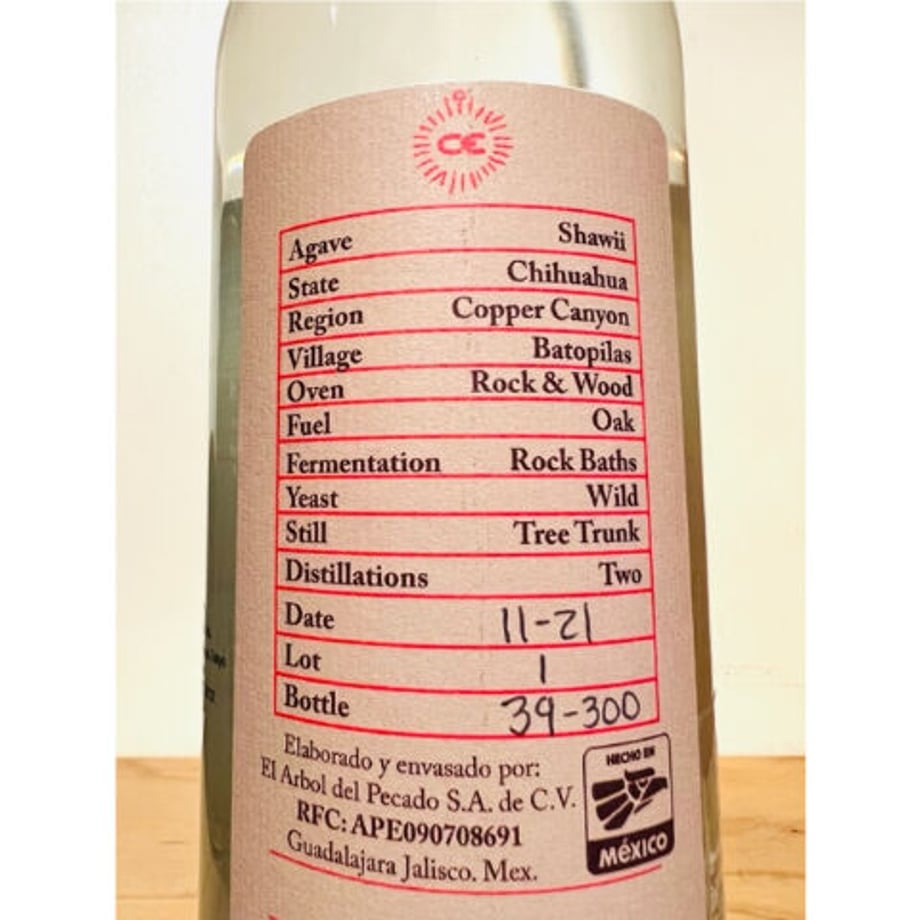 CE
Agave Shawii
State Chihuahua
Region Copper Canyon
Village Batopilas
Oven Rock & Wood
Fuel Oak
Fermentation Rock Baths
Yeast Wild
Still Tree Trunk
Distillations Two
Date 11-21
Lot 1
Bottle 39-300
Elaborado y envasado por:
El Arbol del Pecado S.A. de C.V.
RFC: APE090708691
Guadalajara Jalisco. Mex.
HECHO EN
MéxICO